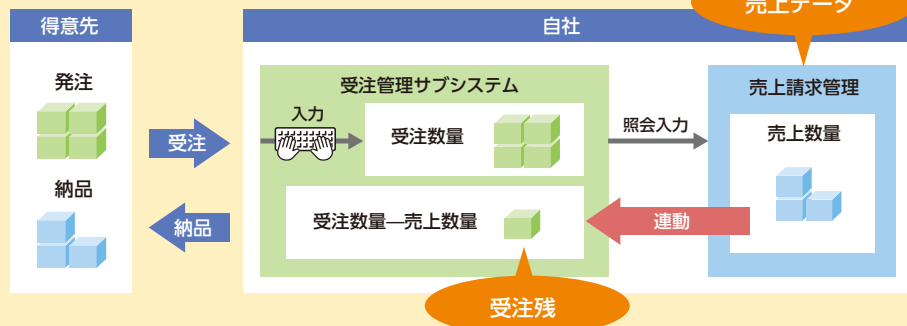 売上データ
得意先
自社
発注
納品
受注
納品
受注管理サブシステム
入力
受注数量
受注数量―売上数量
受注残
照会入力
連動
売上請求管理
売上数量